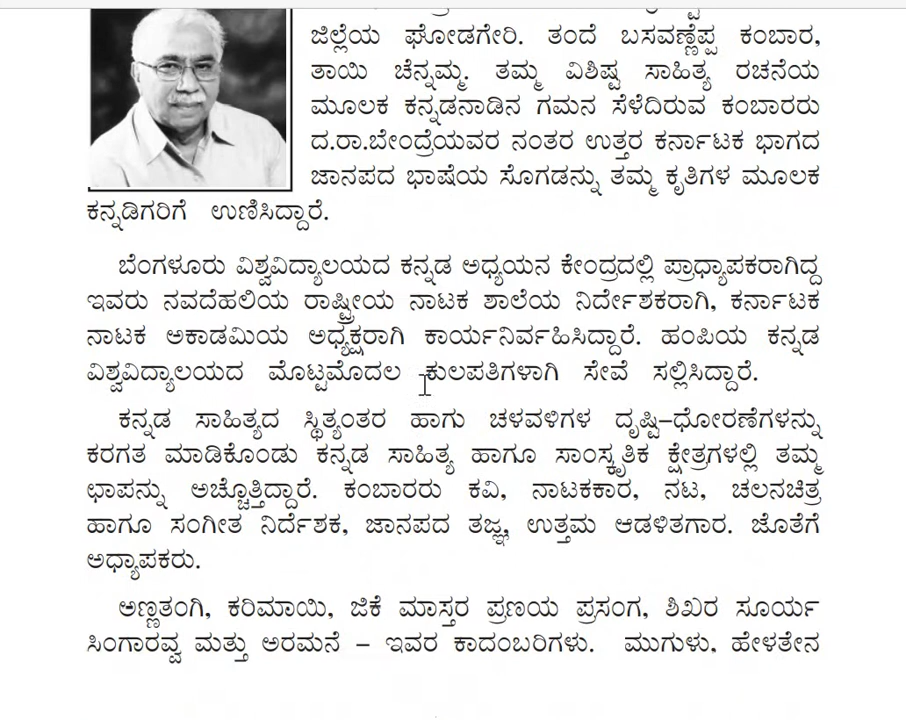 ಜಿಲ್ಲೆಯ ಘೋಡಗೇರಿ. ತಂದೆ ಬಸವಣ್ಣೆಪ್ಪ ಕಂಬಾರ,
ತಾಯಿ ಚೆನ್ನಮ್ಮ. ತಮ್ಮ ವಿಶಿಷ್ಟ ಸಾಹಿತ್ಯ ರಚನೆಯ
ಮೂಲಕ ಕನ್ನಡನಾಡಿನ ಗಮನ ಸೆಳೆದಿರುವ ಕಂಬಾರರು
ದ.ರಾ.ಬೇಂದ್ರೆಯವರ ನಂತರ ಉತ್ತರ ಕರ್ನಾಟಕ ಭಾಗದ
ಜಾನಪದ ಭಾಷೆಯ ಸೊಗಡನ್ನು ತಮ್ಮ ಕೃತಿಗಳ ಮೂಲಕ
ಕನ್ನಡಿಗರಿಗೆ ಉಣಿಸಿದ್ದಾರೆ.
ಬೆಂಗಳೂರು ವಿಶ್ವವಿದ್ಯಾಲಯದ ಕನ್ನಡ ಅಧ್ಯಯನ ಕೇಂದ್ರದಲ್ಲಿ ಪ್ರಾಧ್ಯಾಪಕರಾಗಿದ್ದ
ಇವರು ನವದೆಹಲಿಯ ರಾಷ್ಟ್ರೀಯ ನಾಟಕ ಶಾಲೆಯ ನಿರ್ದೇಶಕರಾಗಿ, ಕರ್ನಾಟಕ
ನಾಟಕ ಅಕಾಡಮಿಯ ಅಧ್ಯಕ್ಷರಾಗಿ ಕಾರ್ಯನಿರ್ವಹಿಸಿದ್ದಾರೆ. ಹಂಪಿಯ ಕನ್ನಡ
ವಿಶ್ವವಿದ್ಯಾಲಯದ ಮೊಟ್ಟಮೊದಲ ಕುಲಪತಿಗಳಾಗಿ ಸೇವೆ ಸಲ್ಲಿಸಿದ್ದಾರೆ.
ಕನ್ನಡ ಸಾಹಿತ್ಯದ ಸ್ಥಿತ್ಯಂತರ ಹಾಗು ಚಳವಳಿಗಳ ದೃಷ್ಟಿ–ಧೋರಣೆಗಳನ್ನು
ಕರಗತ ಮಾಡಿಕೊಂಡು ಕನ್ನಡ ಸಾಹಿತ್ಯ ಹಾಗೂ ಸಾಂಸ್ಕೃತಿಕ ಕ್ಷೇತ್ರಗಳಲ್ಲಿ ತಮ್ಮ
ಛಾಪನ್ನು ಅಚ್ಚೊತ್ತಿದ್ದಾರೆ. ಕಂಬಾರರು ಕವಿ, ನಾಟಕಕಾರ, ನಟ, ಚಲನಚಿತ್ರ
ಹಾಗೂ ಸಂಗೀತ ನಿರ್ದೆಶಕ, ಜಾನಪದ ತಜ್ಞ, ಉತ್ತಮ ಆಡಳಿತಗಾರ. ಜೊತೆಗೆ
ಅಧ್ಯಾಪಕರು.
ಅಣ್ಣತಂಗಿ, ಕರಿಮಾಯಿ, ಜಿಕೆ ಮಾಸ್ತರ ಪ್ರಣಯ ಪ್ರಸಂಗ, ಶಿಖರ ಸೂರ್ಯ
ಸಿಂಗಾರವ್ವ ಮತ್ತು ಅರಮನೆ – ಇವರ ಕಾದಂಬರಿಗಳು. ಮುಗುಳು, ಹೇಳತೇನ